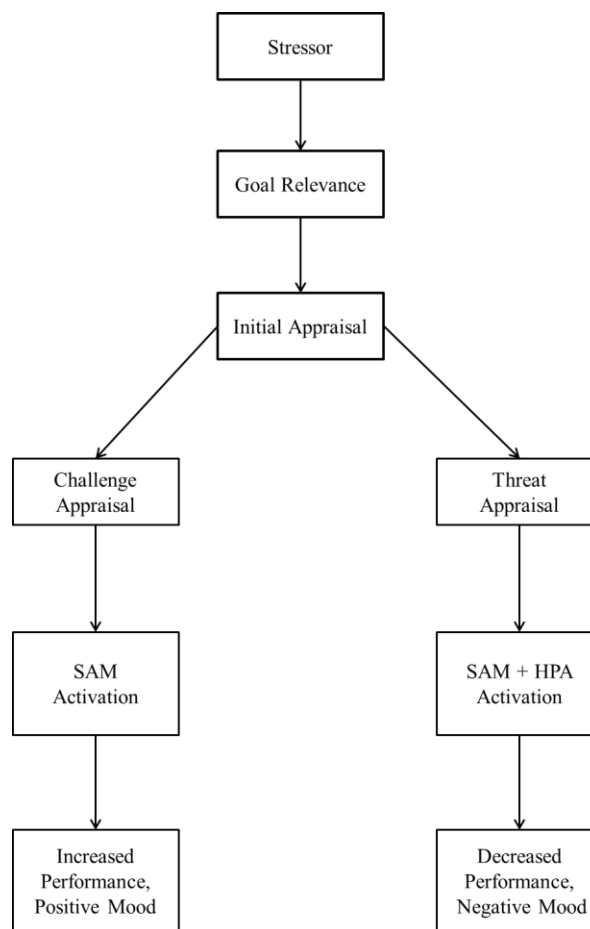 Stressor
Goal Relevance
Initial Appraisal
Challenge
Appraisal
Threat
Appraisal
SAM
Activation
SAM + HPA
Activation
Increased
Performance,
Positive Mood
Decreased
Performance,
Negative Mood